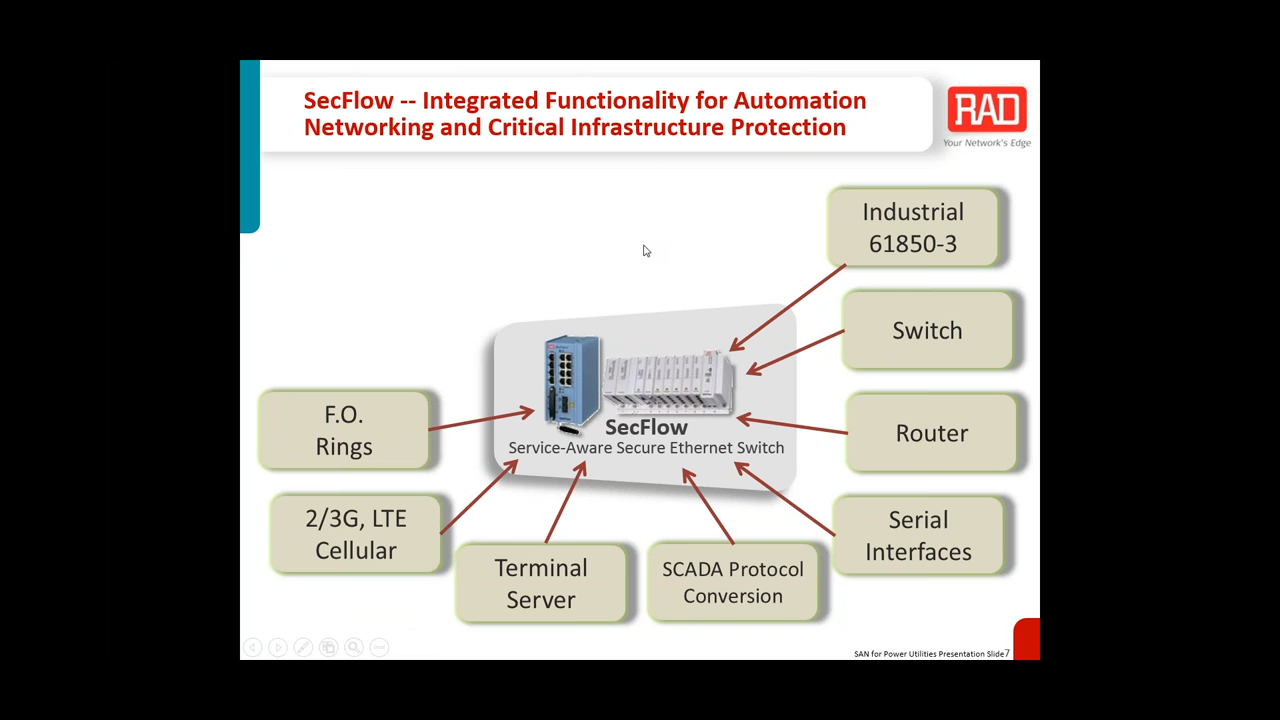 SecFlow -- Integrated Functionality for Automation
Networking and Critical Infrastructure Protection
RAD
Your Network's Edge
Industrial
61850-3
Switch
Router
Serial
Interfaces
SCADA Protocol
Conversion
Terminal
Server
2/3G, LTE
Cellular
F.O.
Rings
SecFlow
Service-Aware Secure Ethernet Switch
SAN for Power Utilities Presentation Slide7